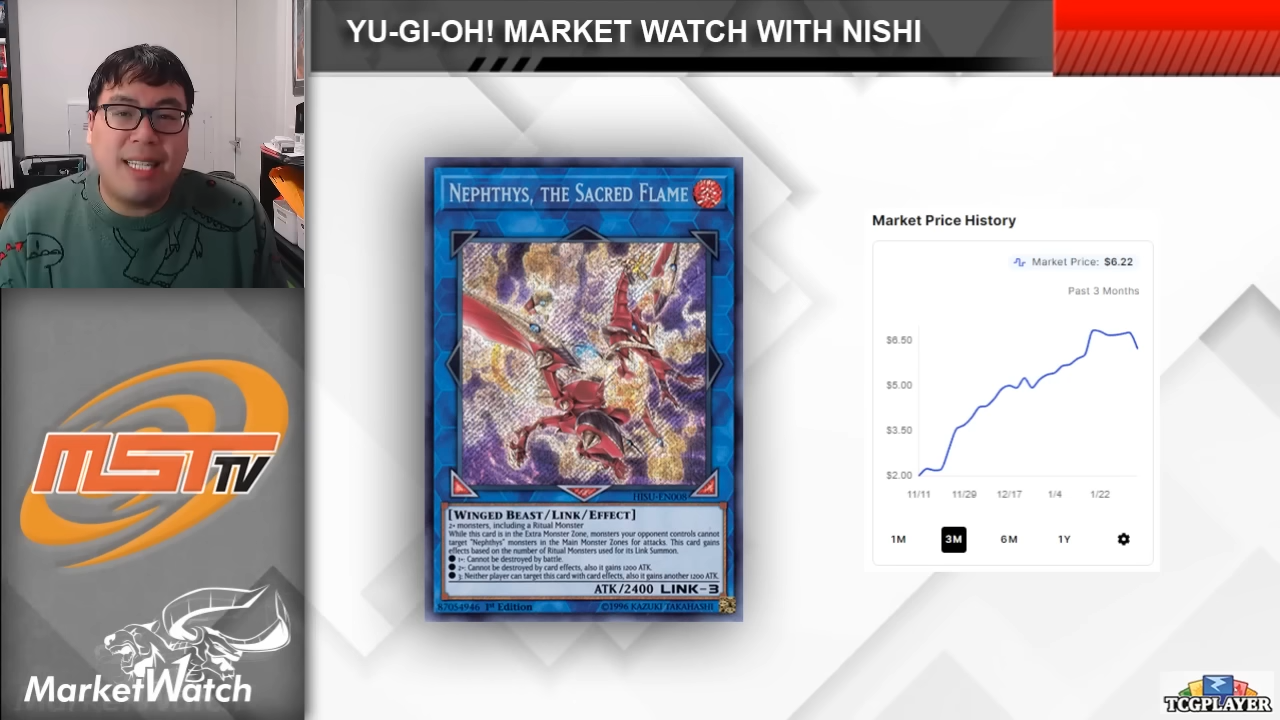 YU-GI-OH! MARKET WATCH WITH NISHI
NEPHTHYS, THE SACRED FLAME
HISU-EN008
[WINGED BEAST/LINK/EFFECT]
2+ monsters, including a Ritual Monster
While this card is in the Extra Monster Zone, monsters your opponent controls cannot
target "Nephthys" monsters in the Main Monster Zones for attacks. This card gains
effects based on the number of Ritual Monsters used for its Link Summon.
● 1+: Cannot be destroyed by battle.
● 2+: Cannot be destroyed by card effects, also it gains 1200 ATK.
● 3: Neither player can target this card with card effects, also it gains another 1200 ATK.
ATK/2400 LINK-3
87054946 1st Edition ©1996 KAZUKI TAKAHASHI
Market Price History
Market Price: $6.22
Past 3 Months
$6.50
$5.00
$3.50
$2.00
11/11 11/29 12/17 1/4 1/22
1M 3M 6M 1Y
MST TV
MarketWatch
TCGPLAYER